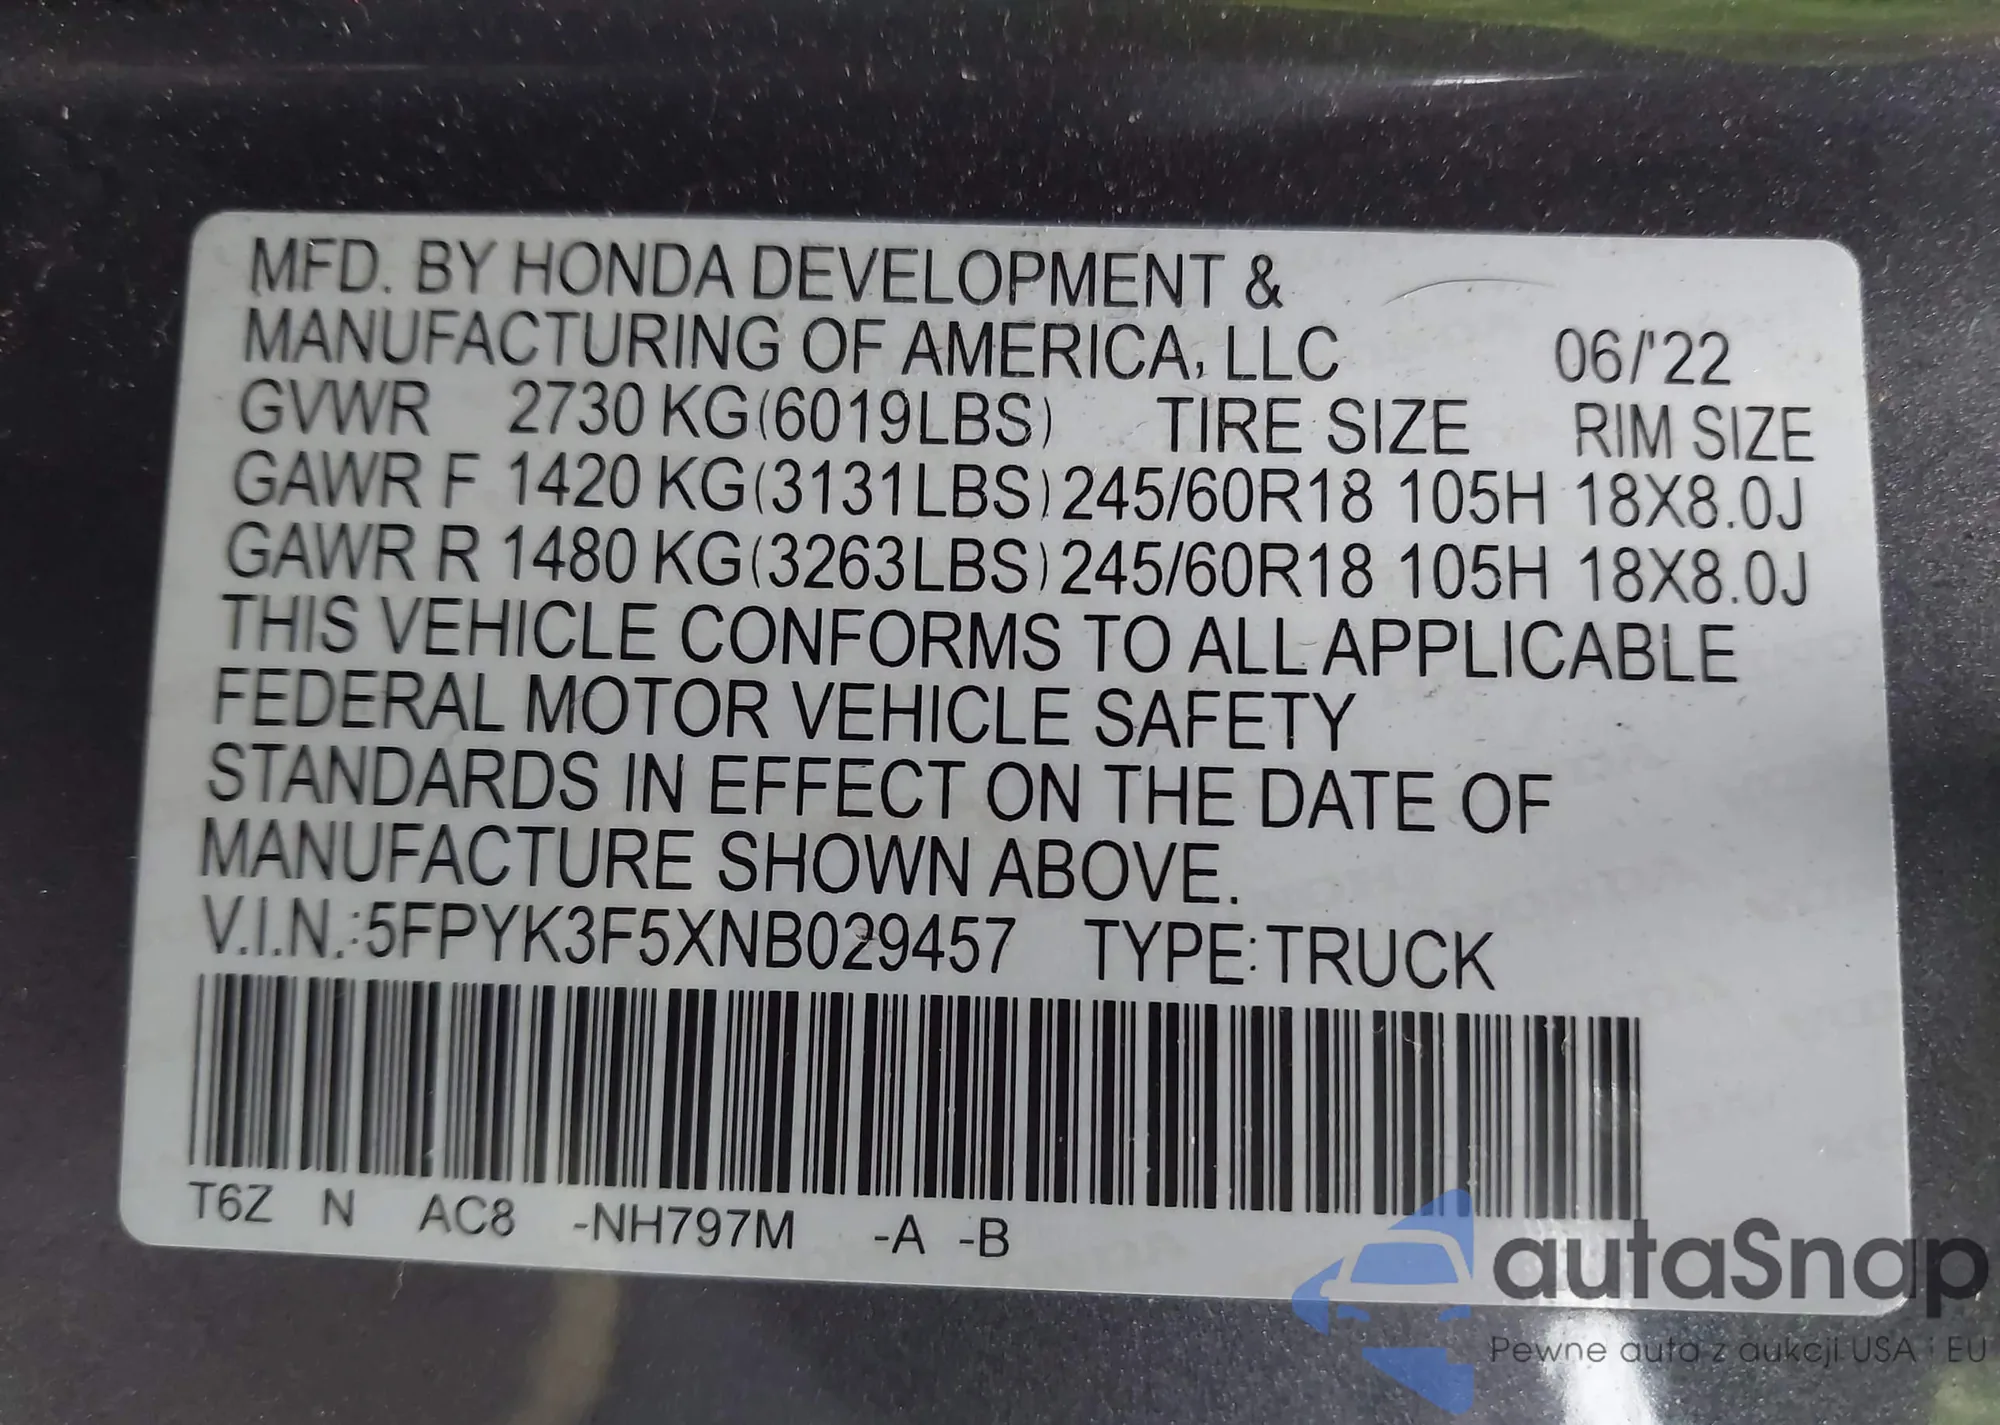 MFD. BY HONDA DEVELOPMENT &
MANUFACTURING OF AMERICA, LLC 06/'22
GVWR 2730 KG(6019LBS) TIRE SIZE RIM SIZE
GAWR F 1420 KG(3131LBS) 245/60R18 105H 18X8.0J
GAWR R 1480 KG(3263LBS) 245/60R18 105H 18X8.0J
THIS VEHICLE CONFORMS TO ALL APPLICABLE
FEDERAL MOTOR VEHICLE SAFETY
STANDARDS IN EFFECT ON THE DATE OF
MANUFACTURE SHOWN ABOVE.
V.I.N.:5FPYK3F5XNB029457 TYPE:TRUCK
T6Z N AC8 -NH797M -A -B
autaSnap
Pewne auta z aukcji USA i EU